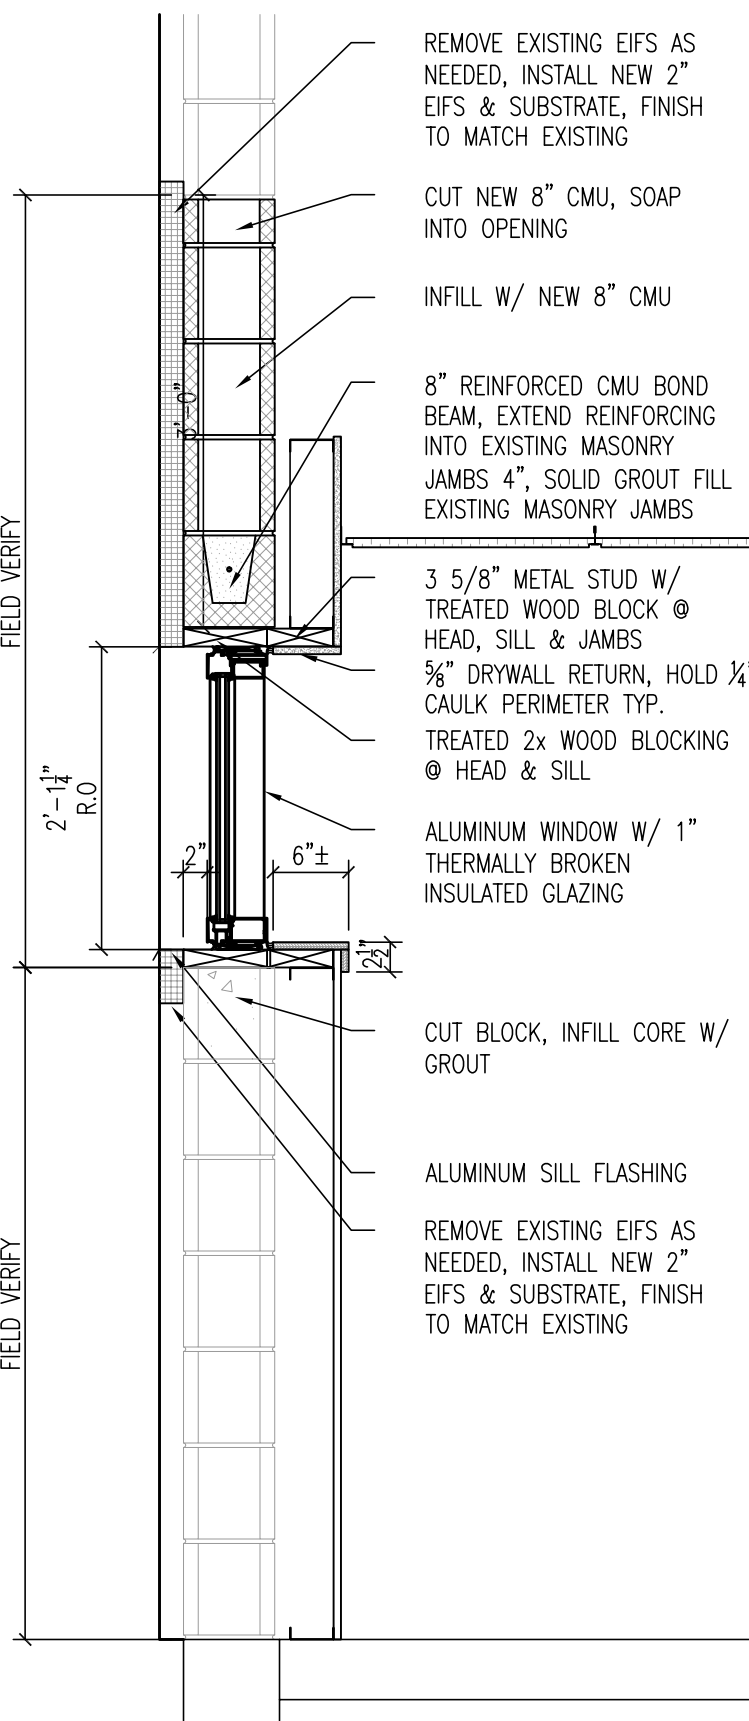 REMOVE EXISTING EIFS AS
NEEDED, INSTALL NEW 2"
EIFS & SUBSTRATE, FINISH
TO MATCH EXISTING
CUT NEW 8" CMU, SOAP
INTO OPENING
INFILL W/ NEW 8" CMU
3'-0"
8" REINFORCED CMU BOND
BEAM, EXTEND REINFORCING
INTO EXISTING MASONRY
JAMBS 4", SOLID GROUT FILL
EXISTING MASONRY JAMBS
FIELD VERIFY
3 5/8" METAL STUD W/
TREATED WOOD BLOCK @
HEAD, SILL & JAMBS
5/8" DRYWALL RETURN, HOLD 1/4"
CAULK PERIMETER TYP.
TREATED 2x WOOD BLOCKING
@ HEAD & SILL
2'-1 1/4"
R.O
2"
6"±
ALUMINUM WINDOW W/ 1"
THERMALLY BROKEN
INSULATED GLAZING
2 1/2"
CUT BLOCK, INFILL CORE W/
GROUT
ALUMINUM SILL FLASHING
REMOVE EXISTING EIFS AS
NEEDED, INSTALL NEW 2"
EIFS & SUBSTRATE, FINISH
TO MATCH EXISTING
FIELD VERIFY